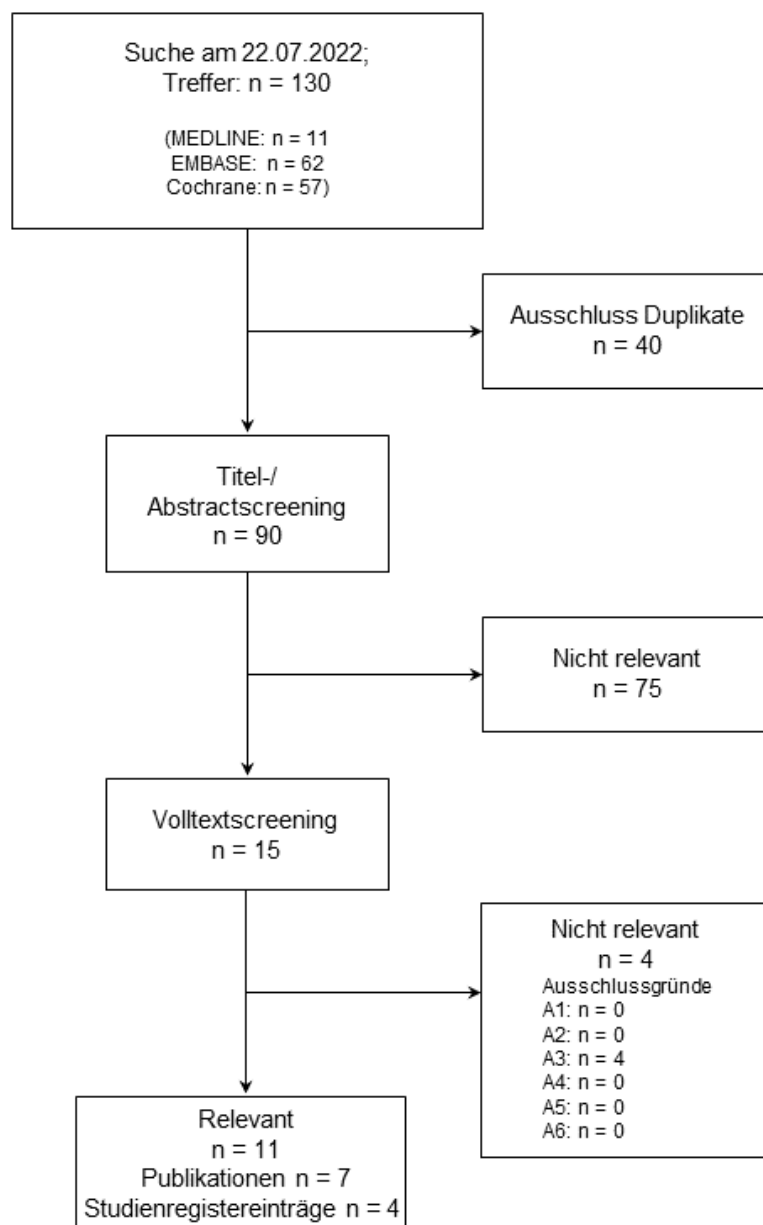 Suche am 22.07.2022;
Treffer: n = 130
(MEDLINE: n = 11
EMBASE: n = 62
Cochrane: n = 57)
Ausschluss Duplikate
n = 40
Titel-/
Abstractscreening
n = 90
Nicht relevant
n = 75
Volltextscreening
n = 15
Nicht relevant
n = 4
Ausschlussgründe
A1: n = 0
A2: n = 0
A3: n = 4
A4: n = 0
A5: n = 0
A6: n = 0
Relevant
n = 11
Publikationen n = 7
Studienregistereinträge n = 4